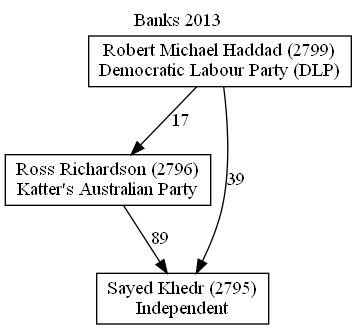 Banks 2013
Robert Michael Haddad (2799)
Democratic Labour Party (DLP)
17
Ross Richardson (2796)
Katter's Australian Party
39
89
Sayed Khedr (2795)
Independent